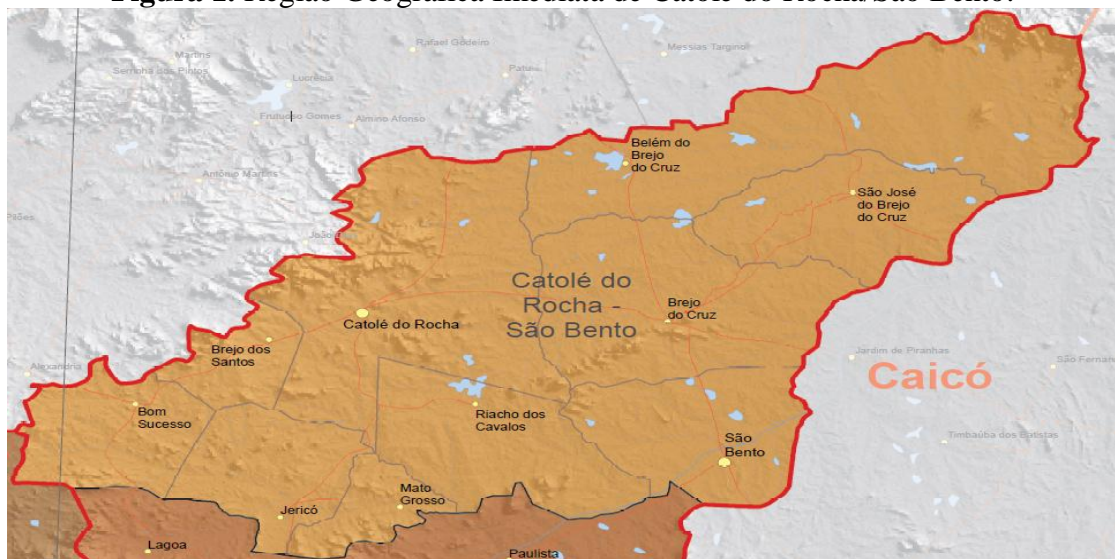 Figura 1: Região Geográfica Imediata de Catolé do Rocha/São Bento.
Rafael Godeiro
Messias Targino
Martins
Serrinha dos Pintos
Lucrécia
Patu
Frutuoso Gomes
Almino Afonso
Belém do
Brejo
do Cruz
Antônio Martins
São José
do Brejo
do Cruz
Pilões
Catolé do
Rocha -
São Bento
Brejo
do Cruz
Catolé do Rocha
Brejo dos
Santos
Jardim de Piranhas
Alexandria
Caicó
Bom
Sucesso
Riacho dos
Cavalos
São
Bento
Timbaúba dos Batistas
Mato
Grosso
Jericó
Lagoa
Paulista